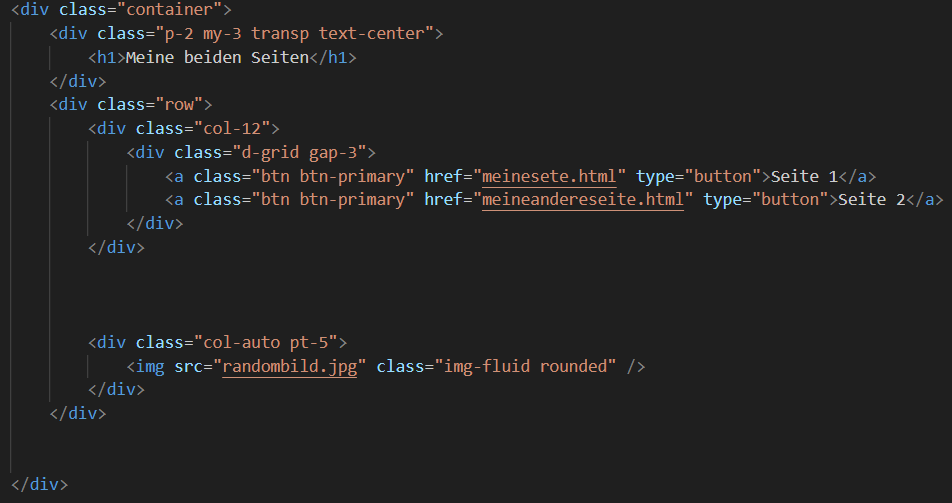 <div class="container">
    <div class="p-2 my-3 transp text-center">
        <h1>Meine beiden Seiten</h1>
    </div>
    <div class="row">
        <div class="col-12">
            <div class="d-grid gap-3">
                <a class="btn btn-primary" href="meinesete.html" type="button">Seite 1</a>
                <a class="btn btn-primary" href="meineandereseite.html" type="button">Seite 2</a>
            </div>
        </div>
        <div class="col-auto pt-5">
            <img src="randombild.jpg" class="img-fluid rounded" />
        </div>
    </div>
</div>